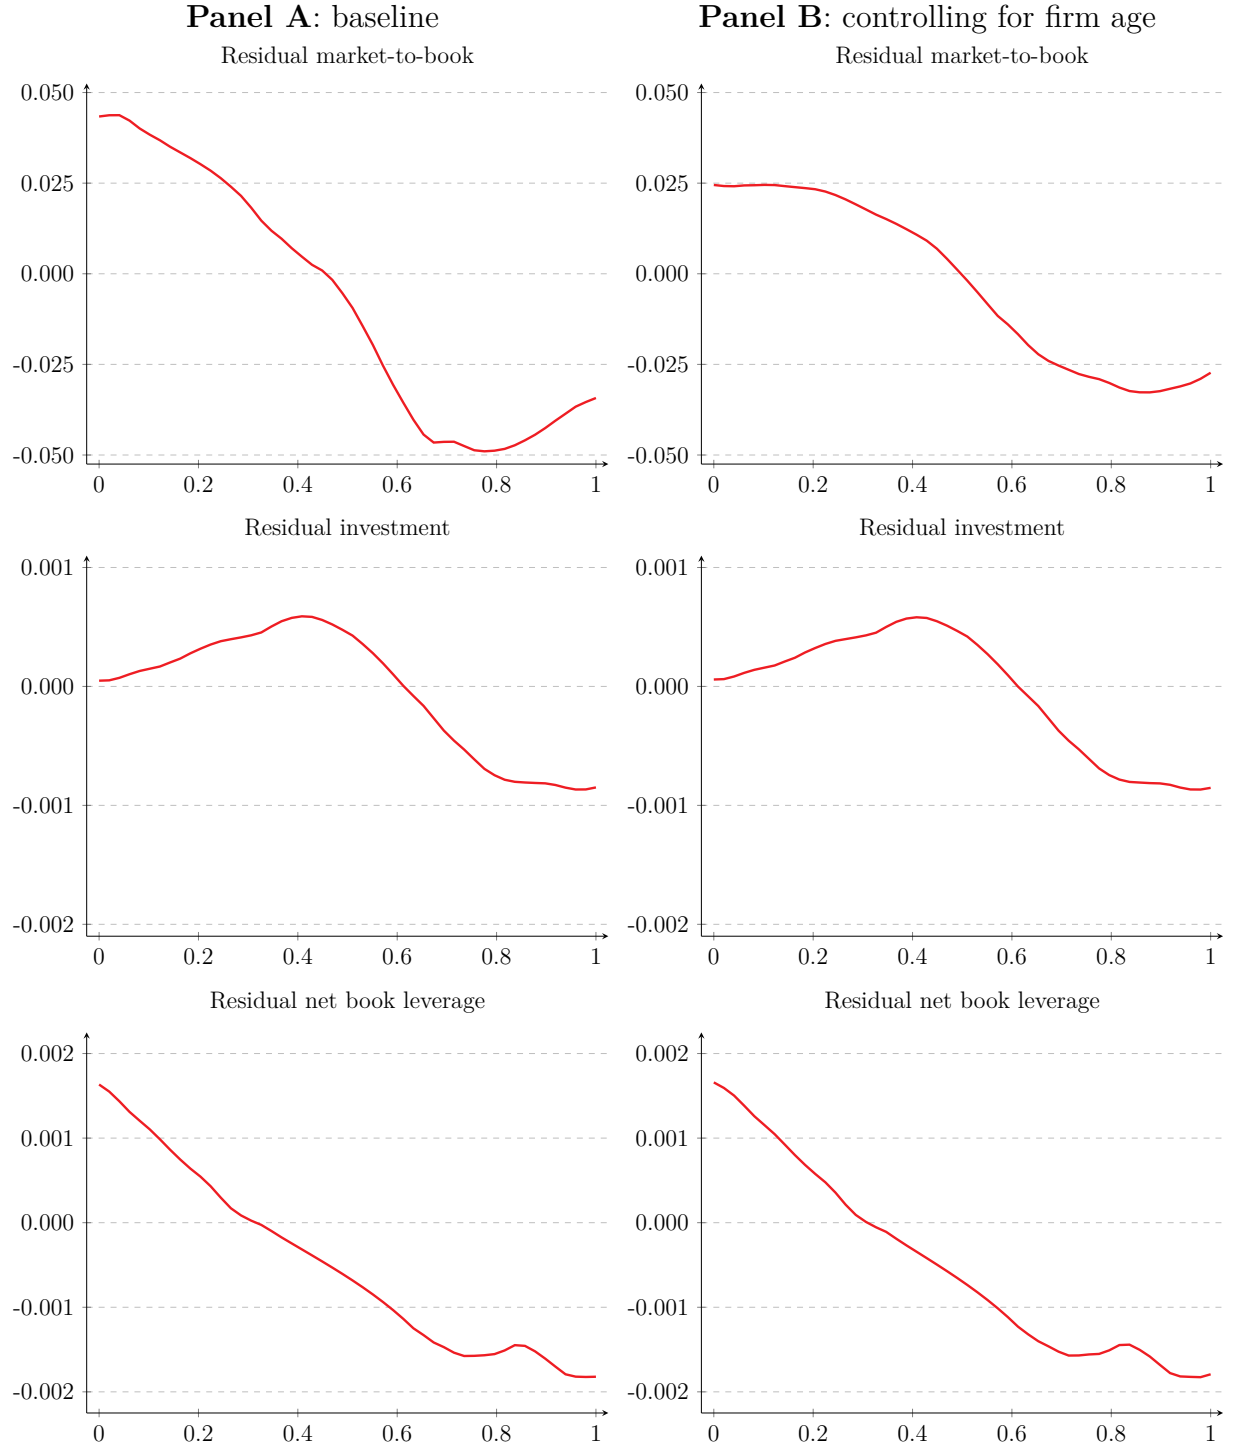 Panel A: baseline
Residual market-to-book
0.050
0.025
0.000
-0.025
-0.050
0 0.2 0.4 0.6 0.8 1
Residual investment
0.001
0.000
-0.001
-0.002
0 0.2 0.4 0.6 0.8 1
Residual net book leverage
0.002
0.001
0.000
-0.001
-0.002
0 0.2 0.4 0.6 0.8 1
Panel B: controlling for firm age
Residual market-to-book
0.050
0.025
0.000
-0.025
-0.050
0 0.2 0.4 0.6 0.8 1
Residual investment
0.001
0.000
-0.001
-0.002
0 0.2 0.4 0.6 0.8 1
Residual net book leverage
0.002
0.001
0.000
-0.001
-0.002
0 0.2 0.4 0.6 0.8 1